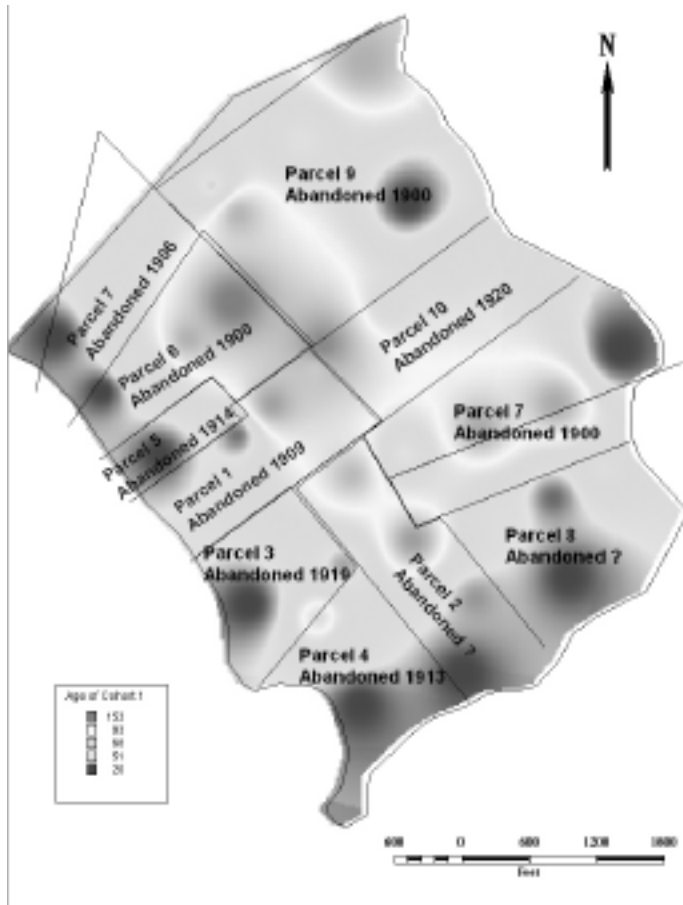 N
Parcel 9
Abandoned 1900
Parcel 7
Abandoned 1906
Parcel 10
Abandoned 1920
Parcel 6
Abandoned 1900
Parcel 7
Abandoned 1900
Parcel 5
Abandoned 1914
Parcel 1
Abandoned 1909
Parcel 8
Abandoned ?
Parcel 3
Abandoned 1919
Parcel 2
Abandoned ?
Parcel 4
Abandoned 1913
Age of Cohort 1
153
51
600 0 600 1200 1800
Feet